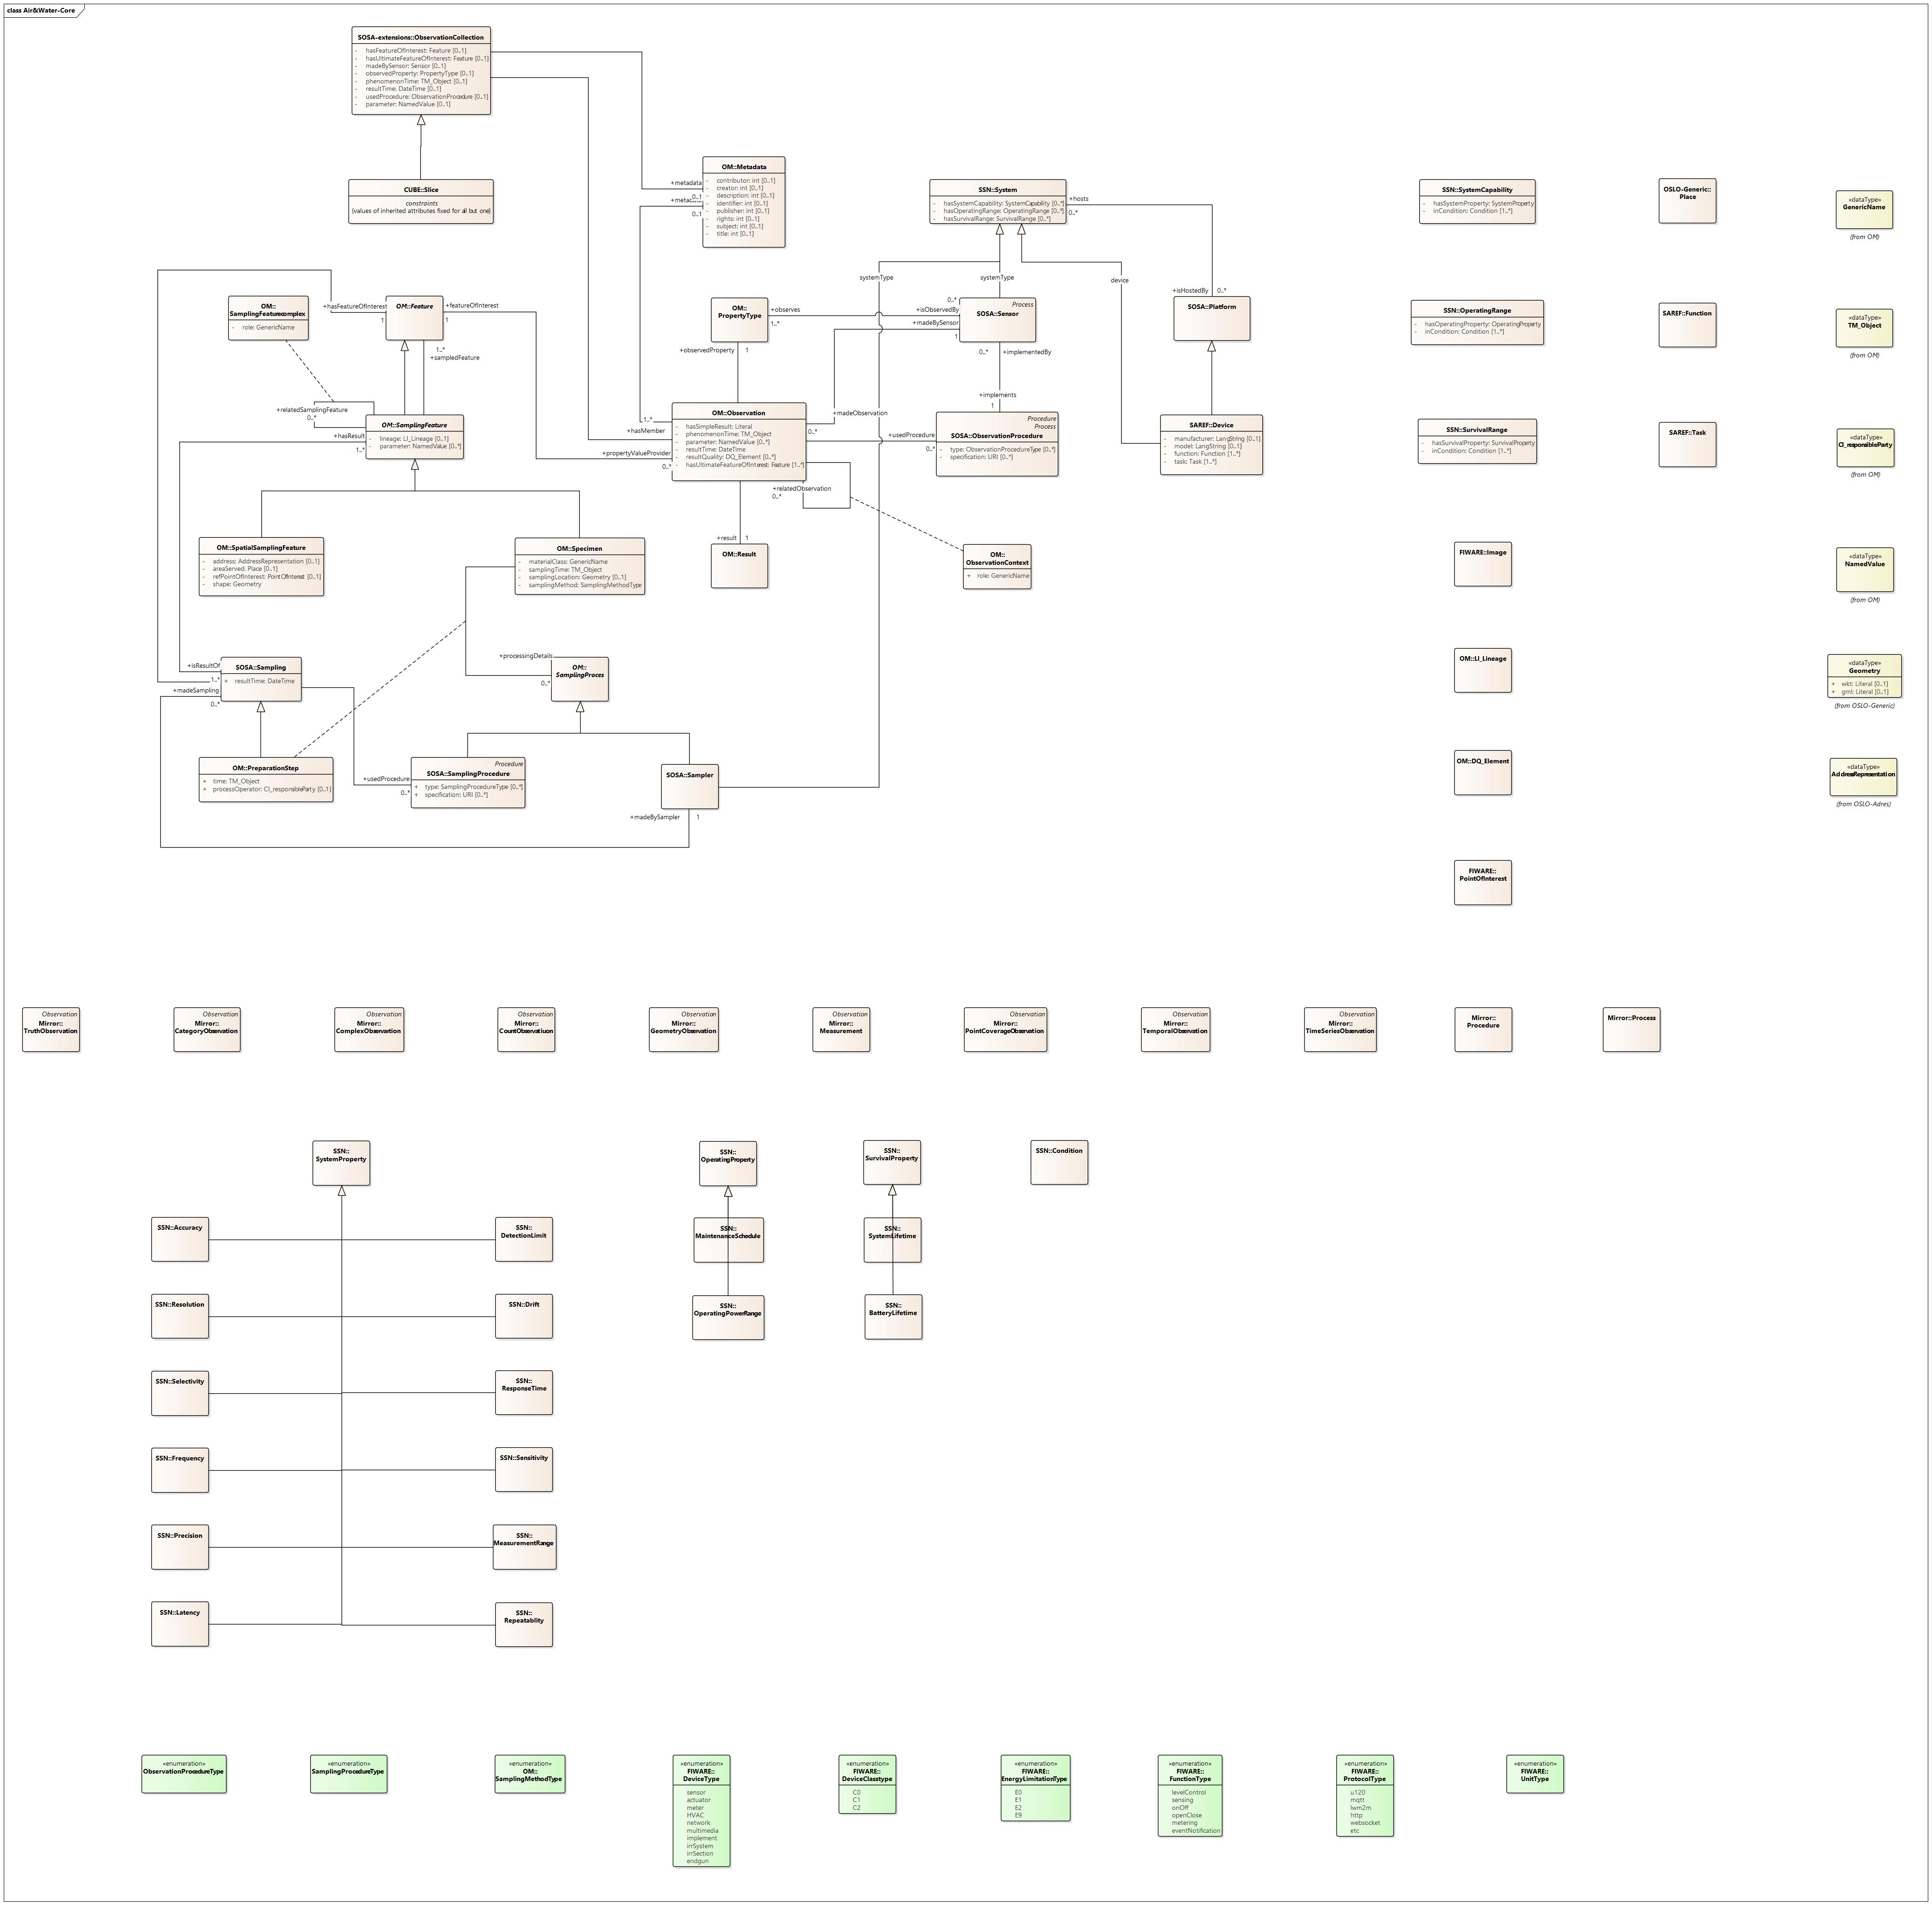 class Air&Water-Core
SOSA-extensions::ObservationCollection
- hasFeatureOfInterest: Feature [0..1]
- hasUltimateFeatureOfInterest: Feature [0..1]
- madeBySensor: Sensor [0..1]
- observedProperty: PropertyType [0..1]
- phenomenonTime: TM_Object [0..1]
- resultTime: DateTime [0..1]
- usedProcedure: ObservationProcedure [0..1]
- parameter: NamedValue [0..1]
CUBE::Slice
constraints
{values of inherited attributes fixed for all but one}
+metadata
0..1
+metadata
0..1
OM::Metadata
- contributor: int [0..1]
- creator: int [0..1]
- description: int [0..1]
- identifier: int [0..1]
- publisher: int [0..1]
- rights: int [0..1]
- subject: int [0..1]
- title: int [0..1]
SSN::System
- hasSystemCapability: SystemCapability [0..*]
- hasOperatingRange: OperatingRange [0..*]
- hasSurvivalRange: SurvivalRange [0..*]
+hosts
0..*
SSN::SystemCapability
- hasSystemProperty: SystemProperty
- inCondition: Condition [1..*]
OSLO-Generic::
Place
«dataType»
GenericName
(from OM)
systemType
systemType
device
OM::
SamplingFeaturecomplex
- role: GenericName
+hasFeatureOfInterest
1
OM::Feature
+featureOfInterest
1
1..*
+sampledFeature
OM::
PropertyType
+observes
1..*
+observedProperty
1
0..*
+isObservedBy
+madeBySensor
1
Process
SOSA::Sensor
0..*
+implementedBy
+implements
1
+isHostedBy
0..*
SOSA::Platform
SSN::OperatingRange
- hasOperatingProperty: OperatingProperty
- inCondition: Condition [1..*]
SAREF::Function
«dataType»
TM_Object
(from OM)
+relatedSamplingFeature
0..*
+hasResult
1..*
OM::SamplingFeature
- lineage: LI_Lineage [0..1]
- parameter: NamedValue [0..*]
1..*
+hasMember
+propertyValueProvider
0..*
OM::Observation
- hasSimpleResult: Literal
- phenomenonTime: TM_Object
- parameter: NamedValue [0..*]
- resultTime: DateTime
- resultQuality: DQ_Element [0..*]
- hasUltimateFeatureOfInterest: Feature [1..*]
+madeObservation
0..*
+usedProcedure
0..*
Procedure
Process
SOSA::ObservationProcedure
- type: ObservationProcedureType [0..*]
- specification: URI [0..*]
SAREF::Device
- manufacturer: LangString [0..1]
- model: LangString [0..1]
- function: Function [1..*]
- task: Task [1..*]
SSN::SurvivalRange
- hasSurvivalProperty: SurvivalProperty
- inCondition: Condition [1..*]
SAREF::Task
«dataType»
CI_responsibleParty
(from OM)
+relatedObservation
0..*
+result
1
OM::Result
OM::
ObservationContext
+ role: GenericName
OM::SpatialSamplingFeature
- address: AddressRepresentation [0..1]
- areaServed: Place [0..1]
- refPointOfInterest: PointOfInterest [0..1]
- shape: Geometry
OM::Specimen
- materialClass: GenericName
- samplingTime: TM_Object
- samplingLocation: Geometry [0..1]
- samplingMethod: SamplingMethodType
FIWARE::Image
«dataType»
NamedValue
(from OM)
+isResultOf
1..*
+madeSampling
0..*
SOSA::Sampling
+ resultTime: DateTime
+processingDetails
0..*
OM::
SamplingProces
OM::LI_Lineage
«dataType»
Geometry
+ wkt: Literal [0..1]
+ gml: Literal [0..1]
(from OSLO-Generic)
OM::PreparationStep
+ time: TM_Object
+ processOperator: CI_responsibleParty [0..1]
+usedProcedure
0..*
Procedure
SOSA::SamplingProcedure
+ type: SamplingProcedureType [0..*]
+ specification: URI [0..*]
SOSA::Sampler
+madeBySampler
1
OM::DQ_Element
«dataType»
AddressRepresentation
(from OSLO-Adres)
FIWARE::
PointOfInterest
Observation
Mirror::
TruthObservation
Observation
Mirror::
CategoryObservation
Observation
Mirror::
ComplexObservation
Observation
Mirror::
CountObservatiuon
Observation
Mirror::
GeometryObservation
Observation
Mirror::
Measurement
Observation
Mirror::
PointCoverageObservation
Observation
Mirror::
TemporalObservation
Observation
Mirror::
TimeSeriesObservation
Mirror::
Procedure
Mirror::Process
SSN::
SystemProperty
SSN::
OperatingProperty
SSN::
SurvivalProperty
SSN::Condition
SSN::Accuracy
SSN::
DetectionLimit
SSN::
MaintenanceSchedule
SSN::
SystemLifetime
SSN::Resolution
SSN::Drift
SSN::
OperatingPowerRange
SSN::
BatteryLifetime
SSN::Selectivity
SSN::
ResponseTime
SSN::Frequency
SSN::Sensitivity
SSN::Precision
SSN::
MeasurementRange
SSN::Latency
SSN::
Repeatablity
«enumeration»
ObservationProcedureType
«enumeration»
SamplingProcedureType
«enumeration»
OM::
SamplingMethodType
«enumeration»
FIWARE::
DeviceType
sensor
actuator
meter
HVAC
network
multimedia
implement
irrSystem
irrSection
endgun
«enumeration»
FIWARE::
DeviceClasstype
C0
C1
C2
«enumeration»
FIWARE::
EnergyLimitationType
E0
E1
E2
E9
«enumeration»
FIWARE::
FunctionType
levelControl
sensing
onOff
openClose
metering
eventNotification
«enumeration»
FIWARE::
ProtocolType
u120
mqtt
lwm2m
http
websocket
etc
«enumeration»
FIWARE::
UnitType